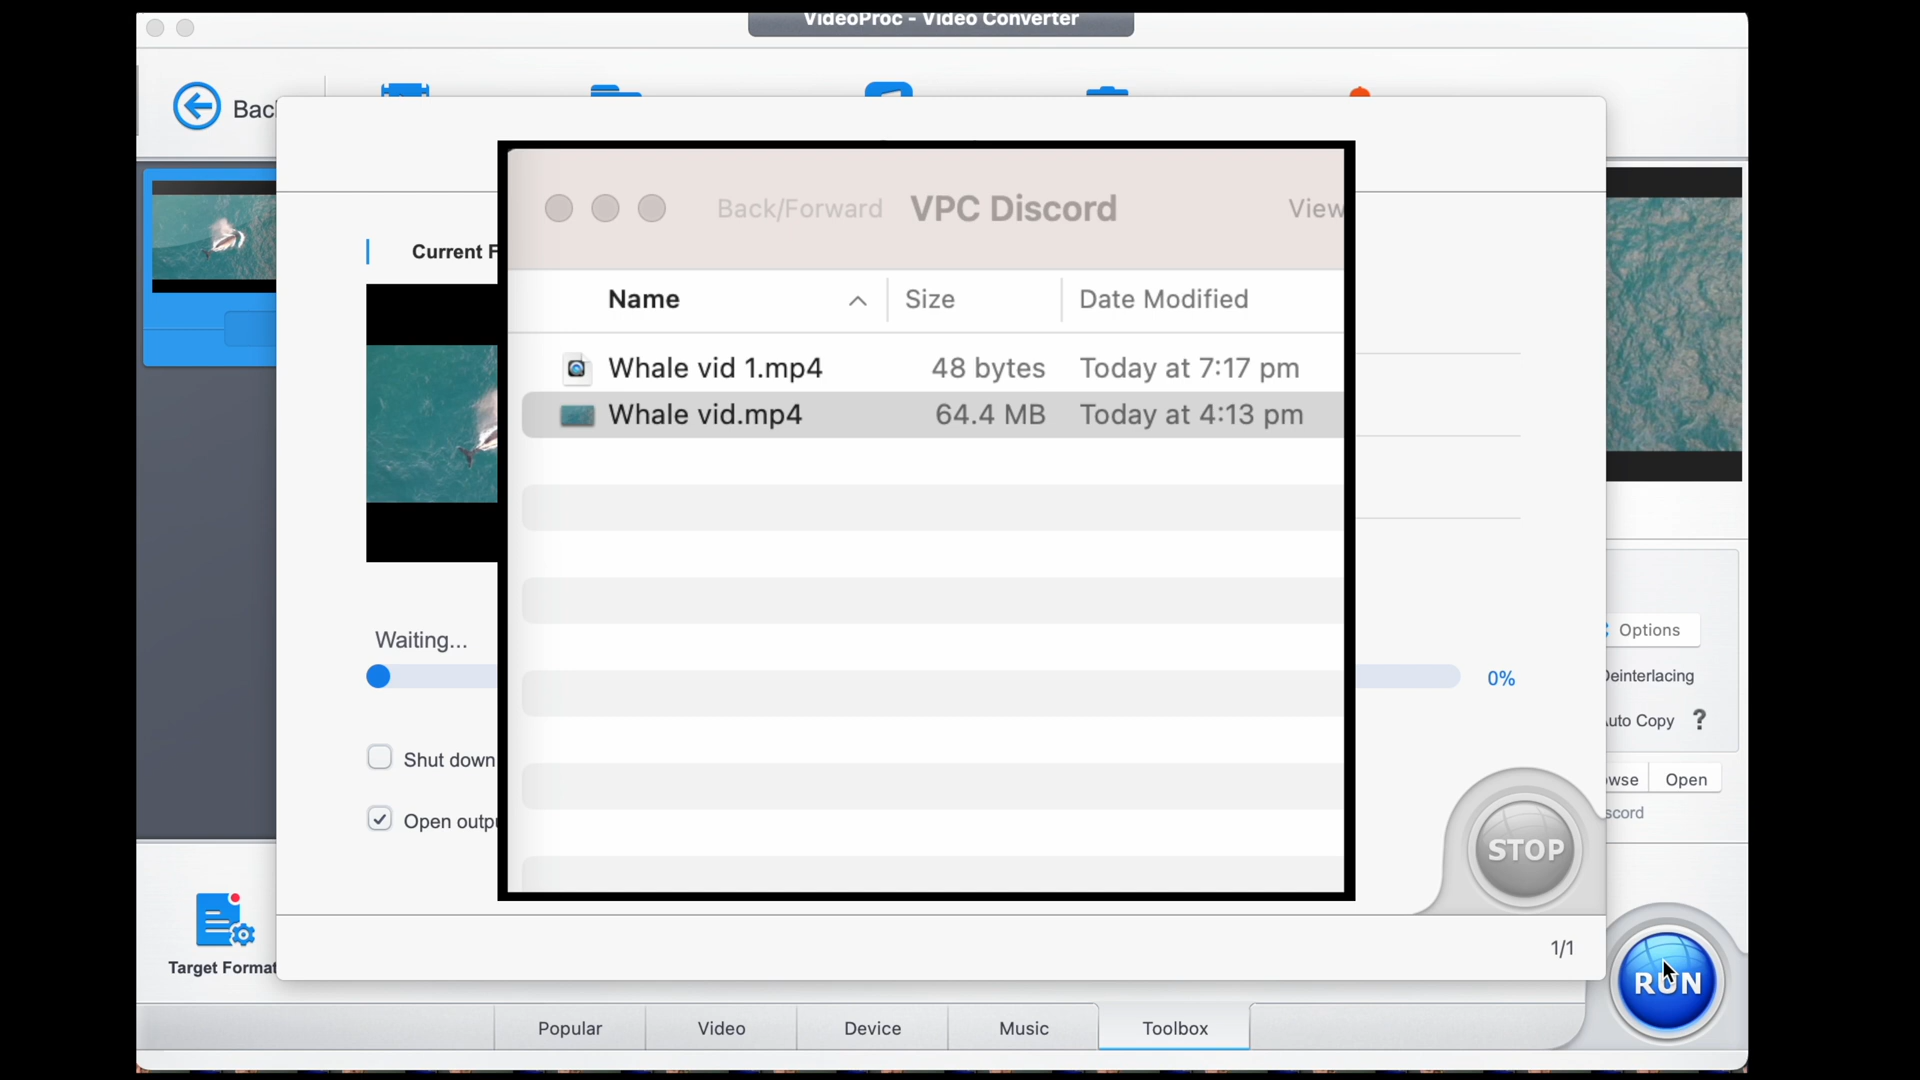 VideoProc - Video Converter
Bac
Back/Forward VPC Discord View
Current F
Name Size Date Modified
Whale vid 1.mp4 48 bytes Today at 7:17 pm
Whale vid.mp4 64.4 MB Today at 4:13 pm
Waiting...
0%
Options
Deinterlacing
Auto Copy ?
Shut down
wse Open
scord
Open outpu
STOP
1/1
Target Format
RUN
Popular Video Device Music Toolbox